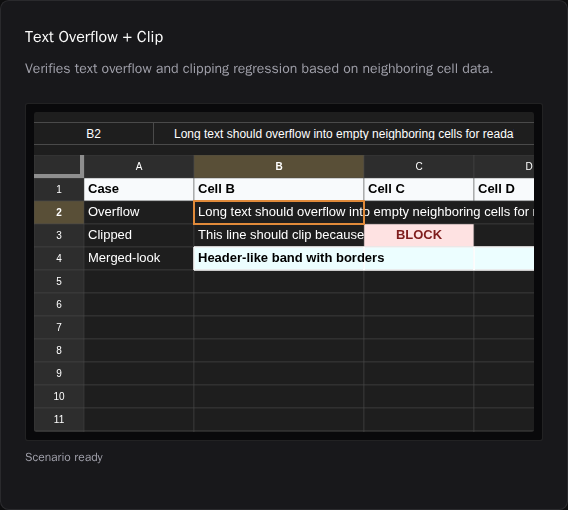 Text Overflow + Clip
Verifies text overflow and clipping regression based on neighboring cell data.
B2 Long text should overflow into empty neighboring cells for reada
A B C D
1 Case Cell B Cell C Cell D
2 Overflow Long text should overflow into empty neighboring cells for
3 Clipped This line should clip because BLOCK
4 Merged-look Header-like band with borders
5
6
7
8
9
10
11
Scenario ready